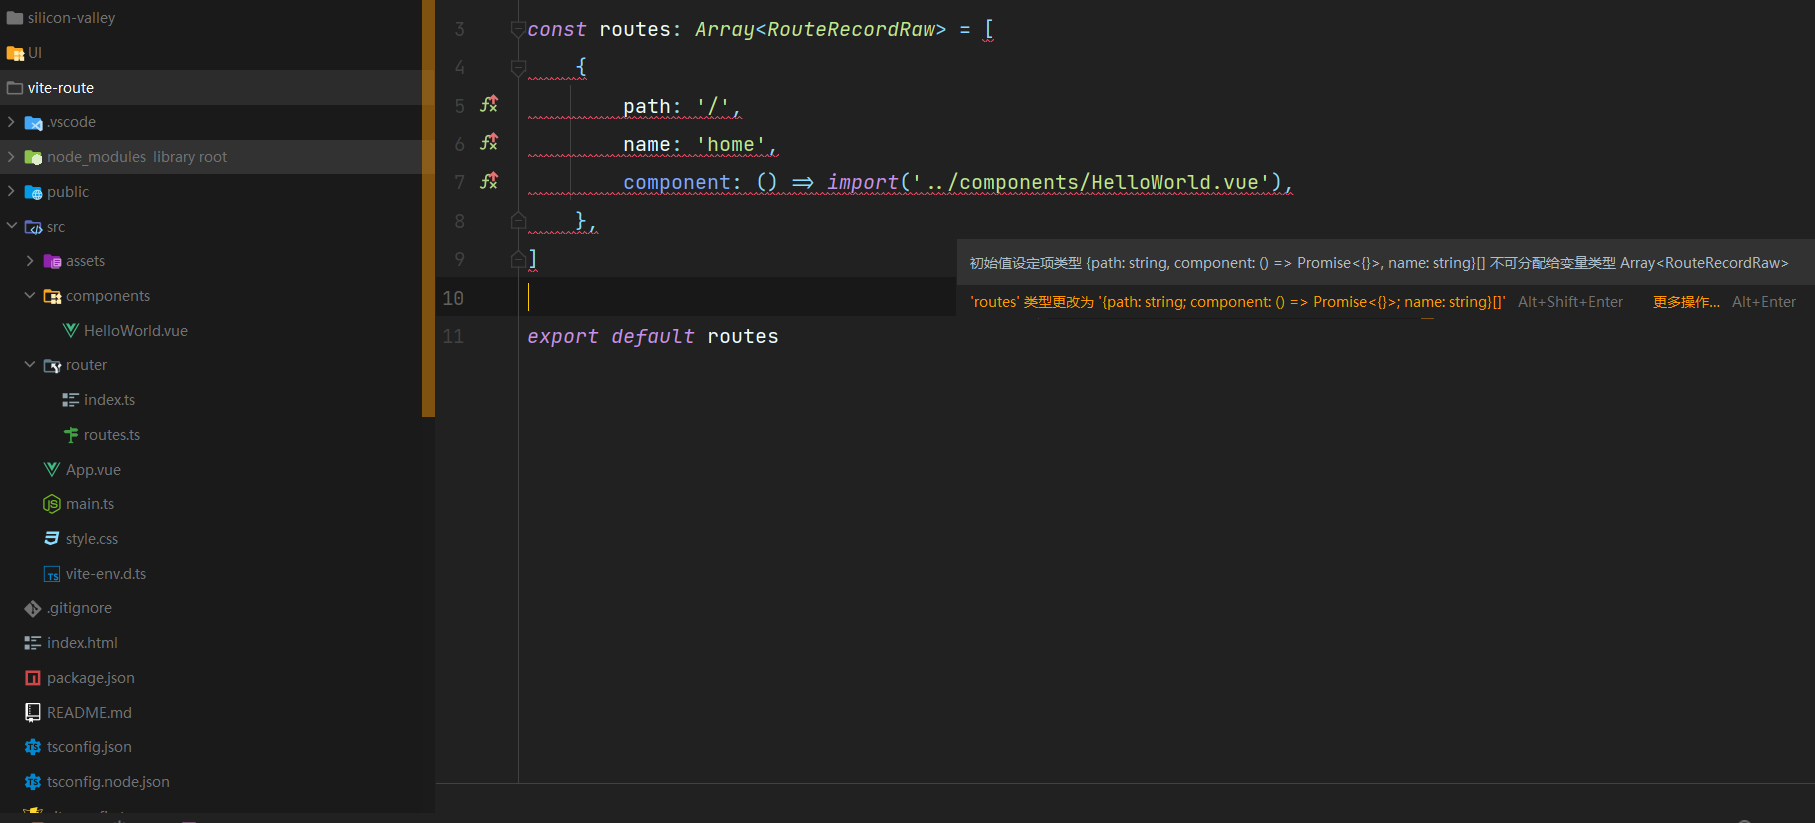 silicon-valley
UI
vite-route
.vscode
node_modules library root
public
src
assets
components
HelloWorld.vue
router
index.ts
routes.ts
App.vue
main.ts
style.css
vite-env.d.ts
.gitignore
index.html
package.json
README.md
tsconfig.json
tsconfig.node.json
3 const routes: Array<RouteRecordRaw> = [
4 {
5 path: '/',
6 name: 'home',
7 component: () => import('../components/HelloWorld.vue'),
8 },
9 ]
10
11 export default routes
初始值设定项类型 {path: string, component: () => Promise<{}>, name: string}[] 不可分配给变量类型 Array<RouteRecordRaw>
'routes' 类型更改为 '{path: string; component: () => Promise<{}>; name: string}[]' Alt+Shift+Enter 更多操作... Alt+Enter